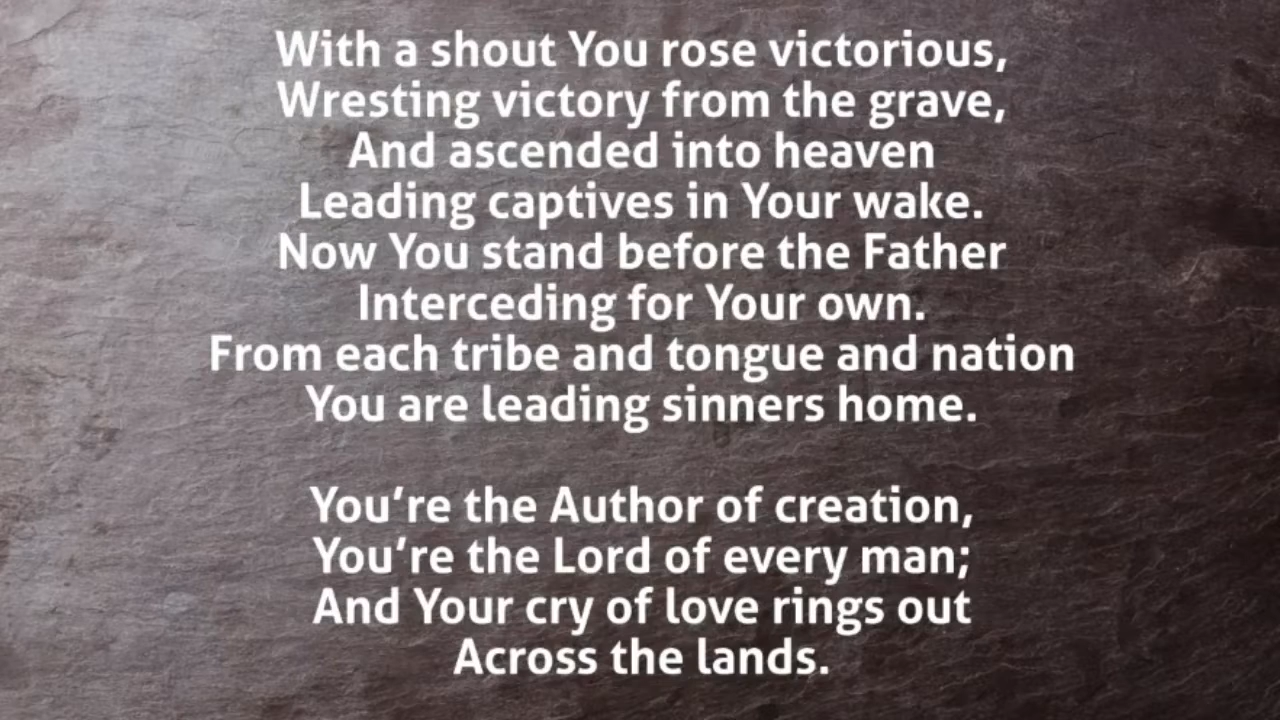 With a shout You rose victorious,
Wresting victory from the grave,
And ascended into heaven
Leading captives in Your wake.
Now You stand before the Father
Interceding for Your own.
From each tribe and tongue and nation
You are leading sinners home.
You’re the Author of creation,
You’re the Lord of every man;
And Your cry of love rings out
Across the lands.